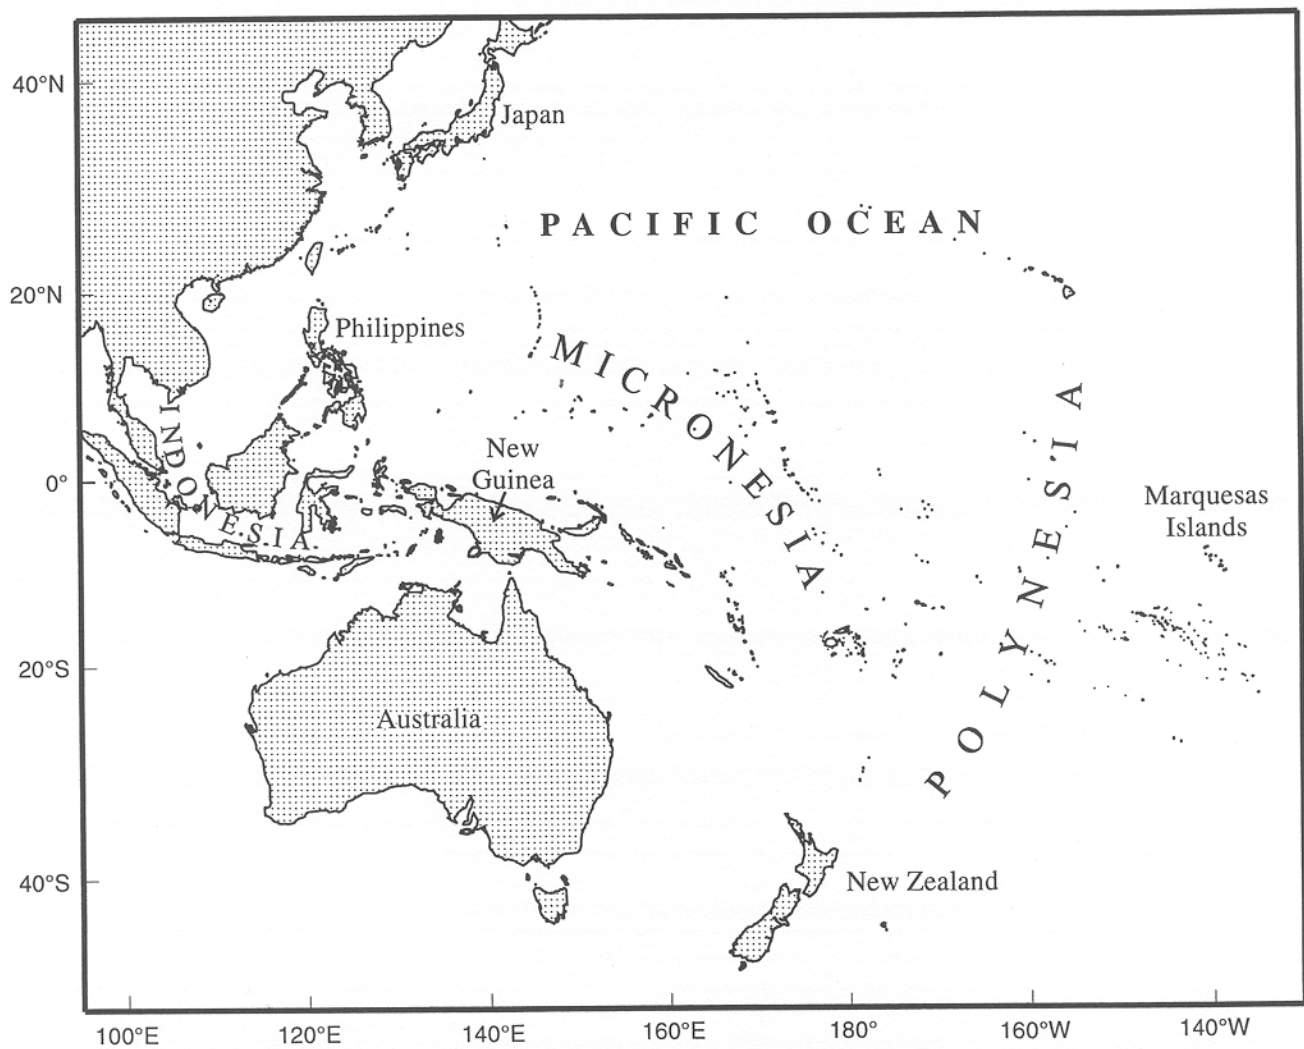 40°N
Japan
PACIFIC OCEAN
20°N
Philippines
MICRONESIA
INDONESIA
New
Guinea
0°
POLYNESIA
Marquesas
Islands
20°S
Australia
40°S
New Zealand
100°E
120°E
140°E
160°E
180°
160°W
140°W